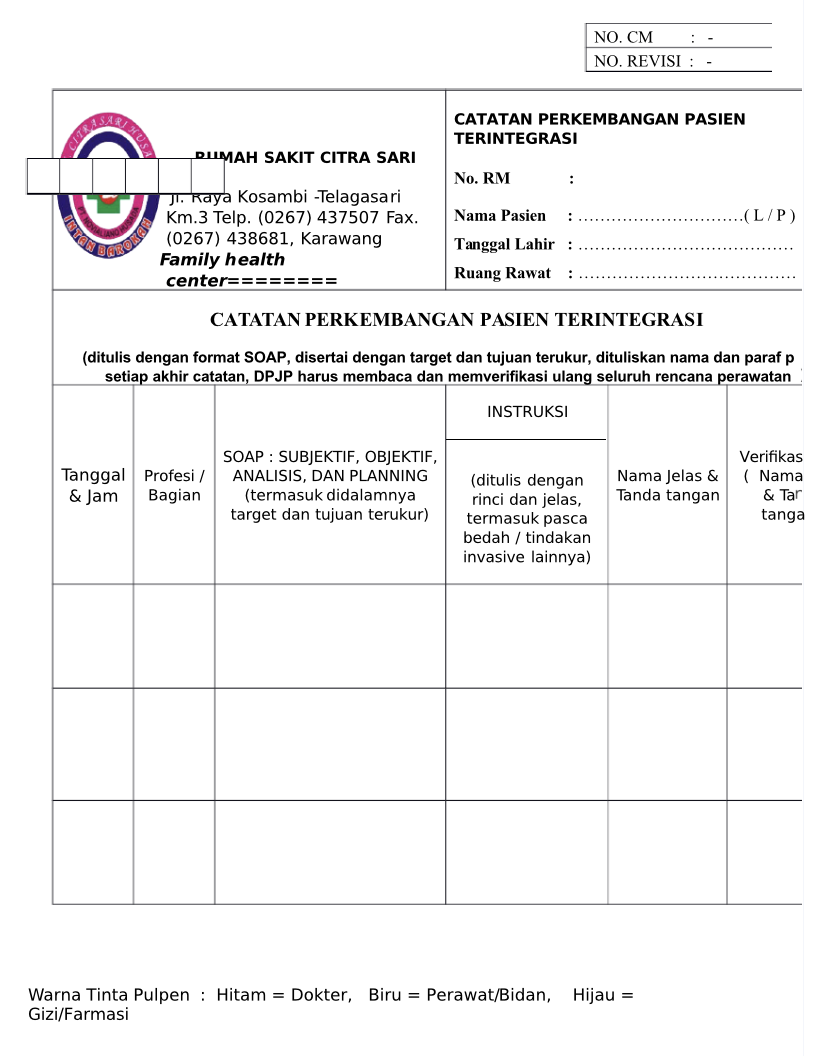 NO. CM : -
NO. REVISI : -
CITRASARI HUSA
INTAN BAROKAH
RUMAH SAKIT CITRA SARI
Jl. Raya Kosambi -Telagasari
Km.3 Telp. (0267) 437507 Fax.
(0267) 438681, Karawang
Family health
center========
CATATAN PERKEMBANGAN PASIEN
TERINTEGRASI
No. RM :
Nama Pasien : …………………………( L / P )
Tanggal Lahir : …………………………………
Ruang Rawat : …………………………………
CATATAN PERKEMBANGAN PASIEN TERINTEGRASI
(ditulis dengan format SOAP, disertai dengan target dan tujuan terukur, dituliskan nama dan paraf p
setiap akhir catatan, DPJP harus membaca dan memverifikasi ulang seluruh rencana perawatan
Tanggal
& Jam
Profesi /
Bagian
SOAP : SUBJEKTIF, OBJEKTIF,
ANALISIS, DAN PLANNING
(termasuk didalamnya
target dan tujuan terukur)
INSTRUKSI
(ditulis dengan
rinci dan jelas,
termasuk pasca
bedah / tindakan
invasive lainnya)
Nama Jelas &
Tanda tangan
Verifikas
( Nama
& Tan
tanga
Warna Tinta Pulpen : Hitam = Dokter, Biru = Perawat/Bidan, Hijau =
Gizi/Farmasi